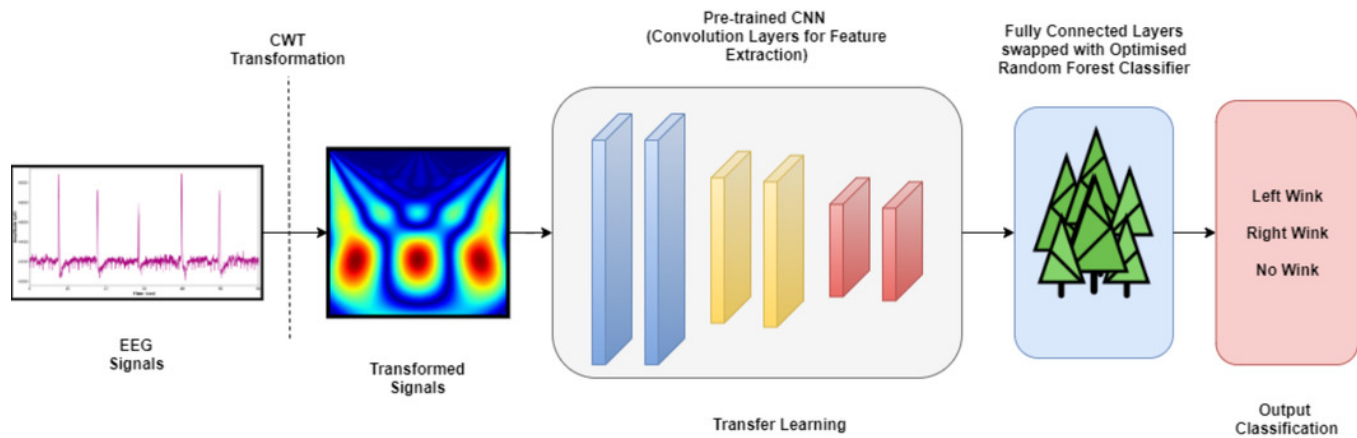 CWT
Transformation
Pre-trained CNN
(Convolution Layers for Feature
Extraction)
Fully Connected Layers
swapped with Optimised
Random Forest Classifier
Left Wink
Right Wink
No Wink
EEG
Signals
Transformed
Signals
Transfer Learning
Output
Classification